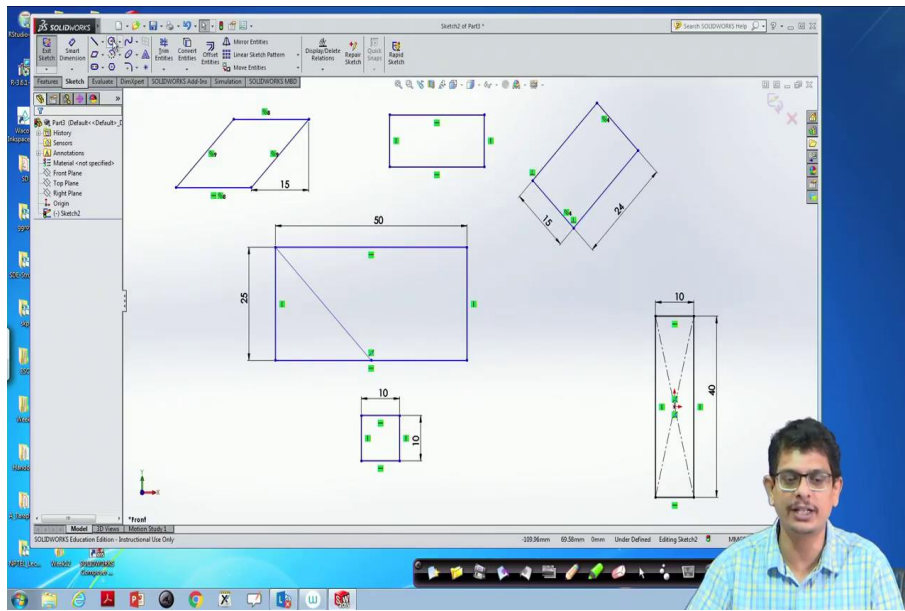 SOLIDWORKS
Sketch2 of Part3 *
Search SOLIDWORKS Help
Exit Sketch
Smart Dimension
Trim Entities
Convert Entities
Offset Entities
Mirror Entities
Linear Sketch Pattern
Move Entities
Display/Delete Relations
Repair Sketch
Quick Snaps
Rapid Sketch
Features Sketch Evaluate DimXpert SOLIDWORKS Add-Ins Simulation SOLIDWORKS MBD
Part3 (Default<<Default>_D
History
Sensors
Annotations
Material <not specified>
Front Plane
Top Plane
Right Plane
Origin
(-) Sketch2
15
15
24
50
25
10
10
10
40
Y
X
*Front
Model 3D Views Motion Study 1
SOLIDWORKS Education Edition - Instructional Use Only
-109.96mm 69.58mm 0mm Under Defined Editing Sketch2